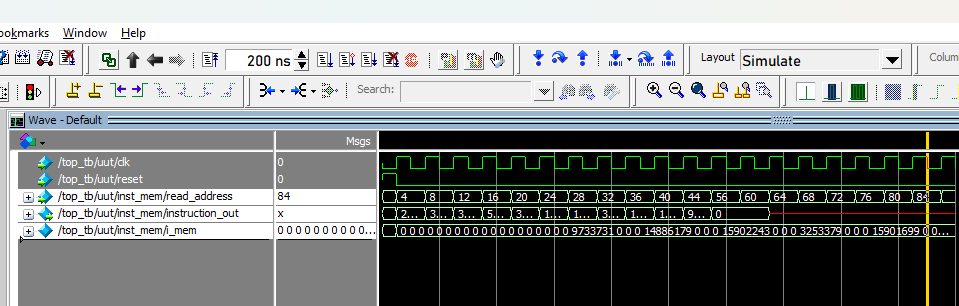 ookmarks Window Help
200 ns Layout Simulate Colum
Search:
Wave - Default
Msgs
/top_tb/uut/clk 0
/top_tb/uut/reset 0
/top_tb/uut/inst_mem/read_address 84 4 8 12 16 20 24 28 32 36 40 44 48 52 56 60 64 68 72 76 80 84
/top_tb/uut/inst_mem/instruction_out x 2... 3... 3... 5... 3... 1... 1... 3... 1... 1... 9... 0
/top_tb/uut/inst_mem/i_mem 0 0 0 0 0 0 0 0 0 0... 0 0 0 0 0 0 0 0 0 0 0 0 0 0 0 0 0 0 9733731 0 0 0 14885179 0 0 0 15902243 0 0 0 3253379 0 0 0 15901699 0 0...